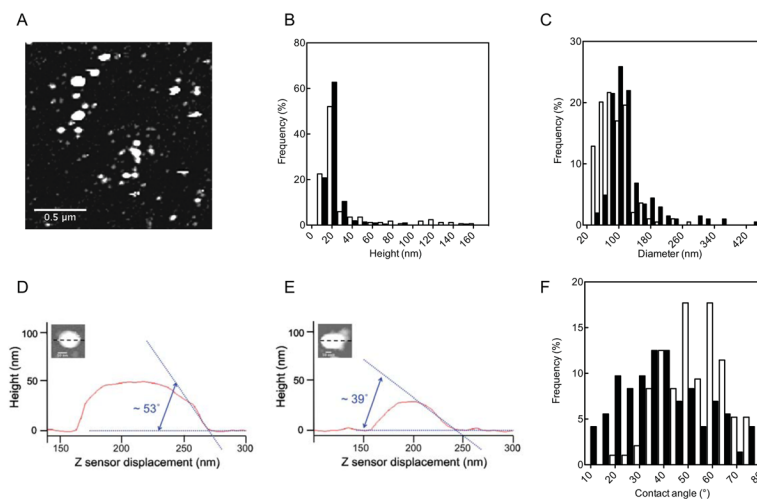 A
0.5 µm
B
Frequency (%)
80
60
40
20
0
0 20 40 60 80 100 120 140 160
Height (nm)
C
Frequency (%)
30
20
10
0
20 100 180 260 340 420
Diameter (nm)
D
Height (nm)
100
50
0
~ 53°
150 200 250 300
Z sensor displacement (nm)
E
Height (nm)
100
50
0
~ 39°
100 150 200 250 300
Z sensor displacement (nm)
F
Frequency (%)
20
15
10
5
0
10 20 30 40 50 60 70 80
Contact angle (°)